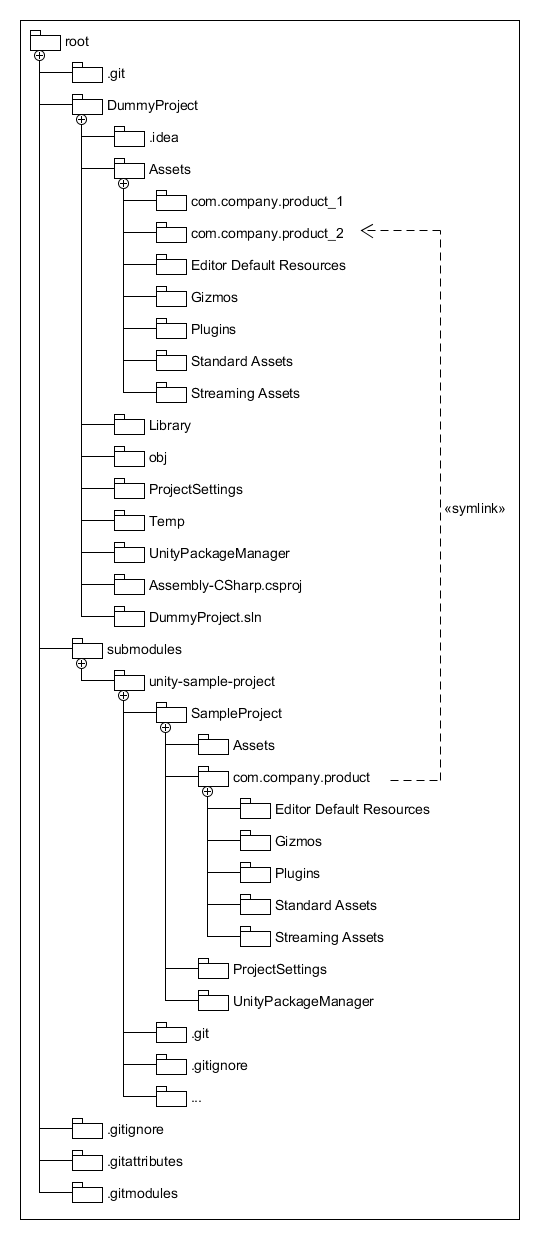 root
.git
DummyProject
.idea
Assets
com.company.product_1
com.company.product_2
Editor Default Resources
Gizmos
Plugins
Standard Assets
Streaming Assets
Library
obj
ProjectSettings
«symlink»
Temp
UnityPackageManager
Assembly-CSharp.csproj
DummyProject.sln
submodules
unity-sample-project
SampleProject
Assets
com.company.product
Editor Default Resources
Gizmos
Plugins
Standard Assets
Streaming Assets
ProjectSettings
UnityPackageManager
.git
.gitignore
...
.gitignore
.gitattributes
.gitmodules